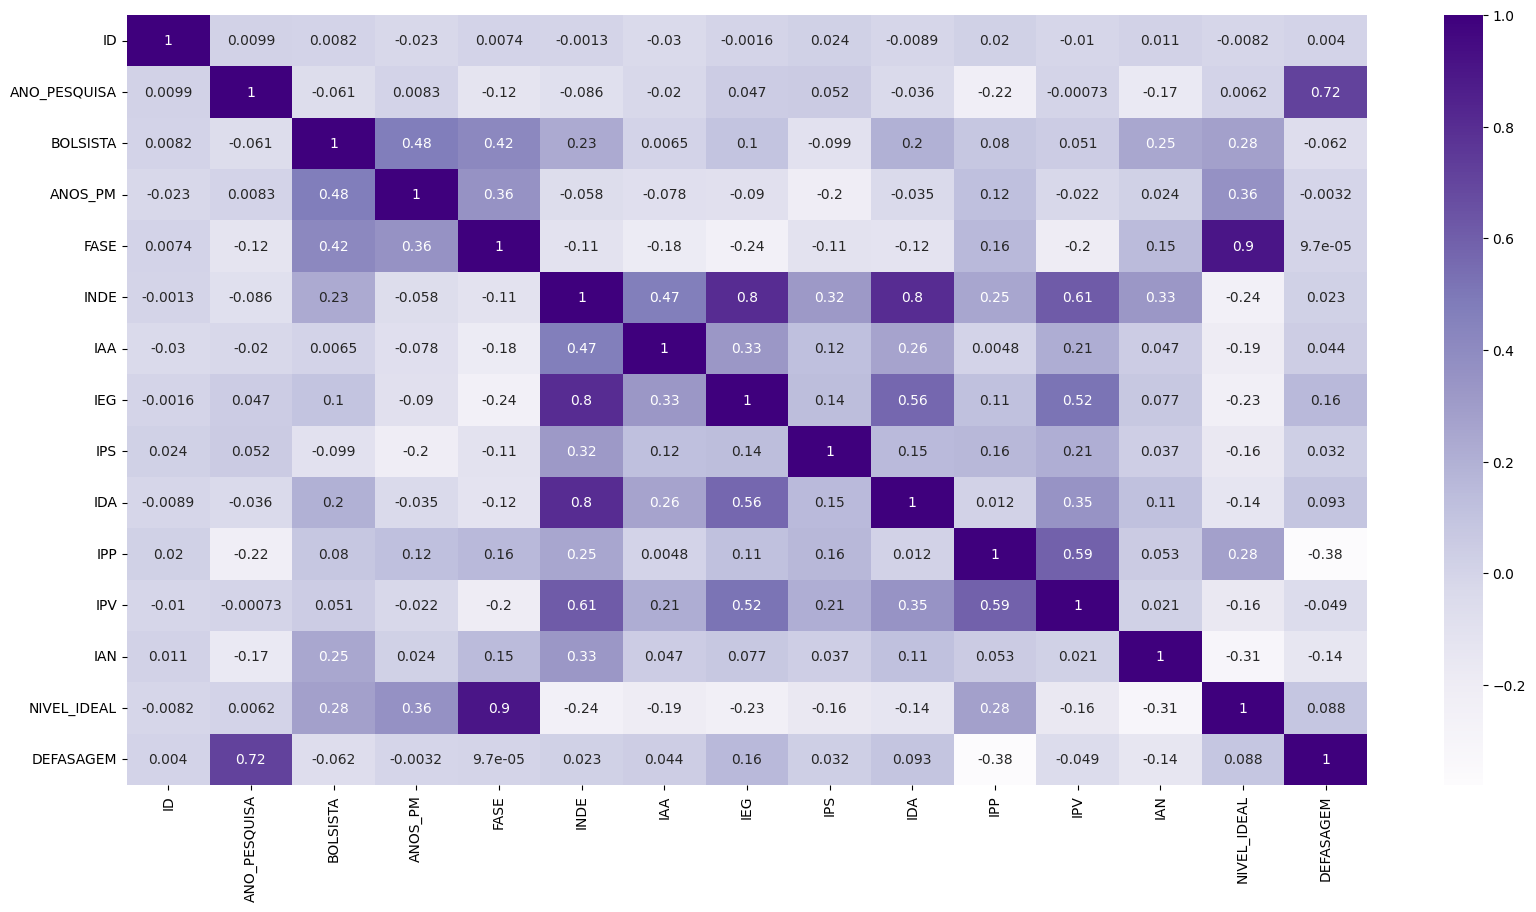 ID 1 0.0099 0.0082 -0.023 0.0074 -0.0013 -0.03 -0.0016 0.024 -0.0089 0.02 -0.01 0.011 -0.0082 0.004
ANO_PESQUISA 0.0099 1 -0.061 0.0083 -0.12 -0.086 -0.02 0.047 0.052 -0.036 -0.22 -0.00073 -0.17 0.0062 0.72
BOLSISTA 0.0082 -0.061 1 0.48 0.42 0.23 0.0065 0.1 -0.099 0.2 0.08 0.051 0.25 0.28 -0.062
ANOS_PM -0.023 0.0083 0.48 1 0.36 -0.058 -0.078 -0.09 -0.2 -0.035 0.12 -0.022 0.024 0.36 -0.0032
FASE 0.0074 -0.12 0.42 0.36 1 -0.11 -0.18 -0.24 -0.11 -0.12 0.16 -0.2 0.15 0.9 9.7e-05
INDE -0.0013 -0.086 0.23 -0.058 -0.11 1 0.47 0.8 0.32 0.8 0.25 0.61 0.33 -0.24 0.023
IAA -0.03 -0.02 0.0065 -0.078 -0.18 0.47 1 0.33 0.12 0.26 0.0048 0.21 0.047 -0.19 0.044
IEG -0.0016 0.047 0.1 -0.09 -0.24 0.8 0.33 1 0.14 0.56 0.11 0.52 0.077 -0.23 0.16
IPS 0.024 0.052 -0.099 -0.2 -0.11 0.32 0.12 0.14 1 0.15 0.16 0.21 0.037 -0.16 0.032
IDA -0.0089 -0.036 0.2 -0.035 -0.12 0.8 0.26 0.56 0.15 1 0.012 0.35 0.11 -0.14 0.093
IPP 0.02 -0.22 0.08 0.12 0.16 0.25 0.0048 0.11 0.16 0.012 1 0.59 0.053 0.28 -0.38
IPV -0.01 -0.00073 0.051 -0.022 -0.2 0.61 0.21 0.52 0.21 0.35 0.59 1 0.021 -0.16 -0.049
IAN 0.011 -0.17 0.25 0.024 0.15 0.33 0.047 0.077 0.037 0.11 0.053 0.021 1 -0.31 -0.14
NIVEL_IDEAL -0.0082 0.0062 0.28 0.36 0.9 -0.24 -0.19 -0.23 -0.16 -0.14 0.28 -0.16 -0.31 1 0.088
DEFASAGEM 0.004 0.72 -0.062 -0.0032 9.7e-05 0.023 0.044 0.16 0.032 0.093 -0.38 -0.049 -0.14 0.088 1
ID ANO_PESQUISA BOLSISTA ANOS_PM FASE INDE IAA IEG IPS IDA IPP IPV IAN NIVEL_IDEAL DEFASAGEM
1.0
0.8
0.6
0.4
0.2
0.0
−0.2